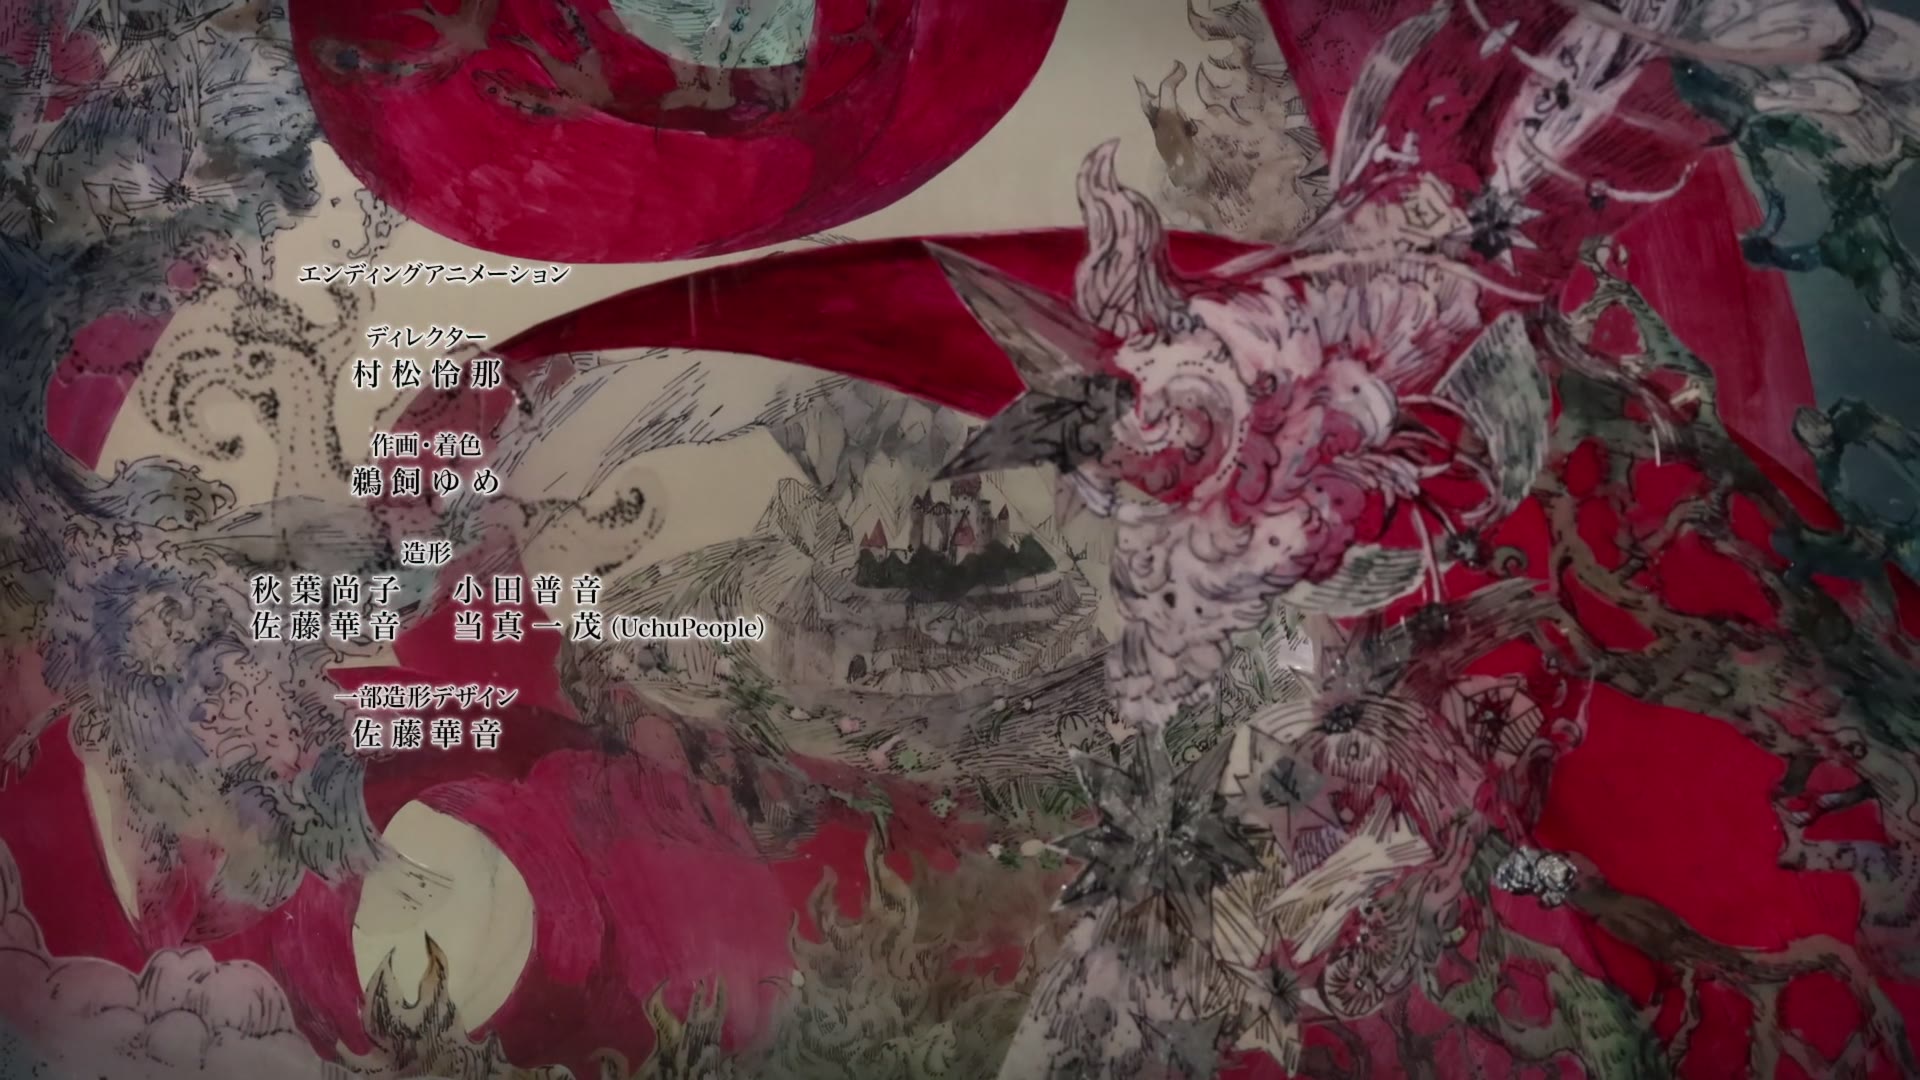 エンディングアニメーション
ディレクター
村松怜那
作画・着色
鵜飼ゆめ
造形
秋葉尚子 小田普音
佐藤華音 当真一茂(UchuPeople)
一部造形デザイン
佐藤華音